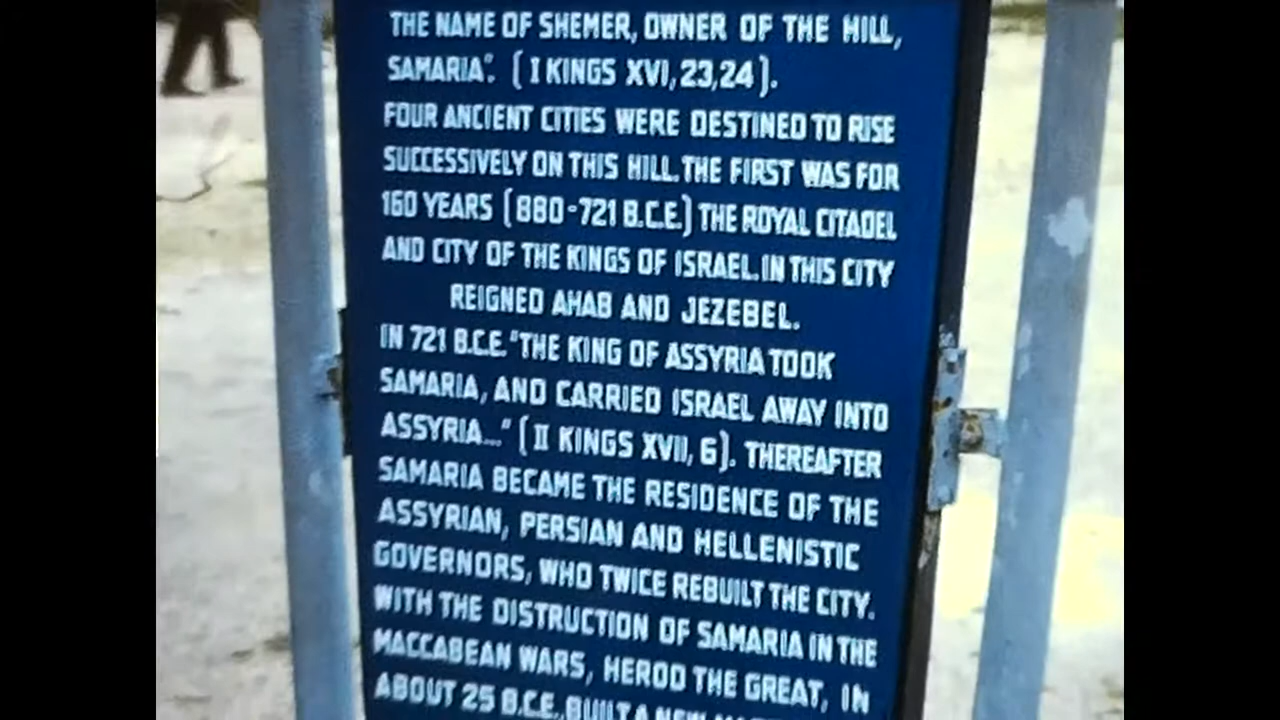 THE NAME OF SHEMER, OWNER OF THE HILL,
SAMARIA". (I KINGS XVI, 23,24).
FOUR ANCIENT CITIES WERE DESTINED TO RISE
SUCCESSIVELY ON THIS HILL. THE FIRST WAS FOR
160 YEARS (880-721 B.C.E.) THE ROYAL CITADEL
AND CITY OF THE KINGS OF ISRAEL. IN THIS CITY
REIGNED AHAB AND JEZEBEL.
IN 721 B.C.E. "THE KING OF ASSYRIA TOOK
SAMARIA, AND CARRIED ISRAEL AWAY INTO
ASSYRIA..." (II KINGS XVII, 6). THEREAFTER
SAMARIA BECAME THE RESIDENCE OF THE
ASSYRIAN, PERSIAN AND HELLENISTIC
GOVERNORS, WHO TWICE REBUILT THE CITY.
WITH THE DISTRUCTION OF SAMARIA IN THE
MACCABEAN WARS, HEROD THE GREAT, IN
ABOUT 25 B.C.E., BUILT A NEW